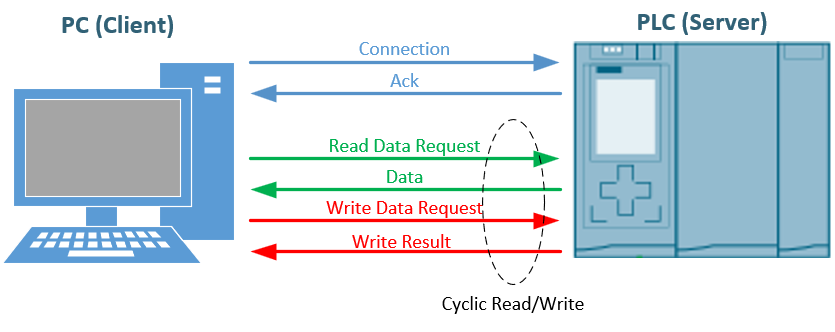 PC (Client)
PLC (Server)
Connection
Ack
Read Data Request
Data
Write Data Request
Write Result
Cyclic Read/Write